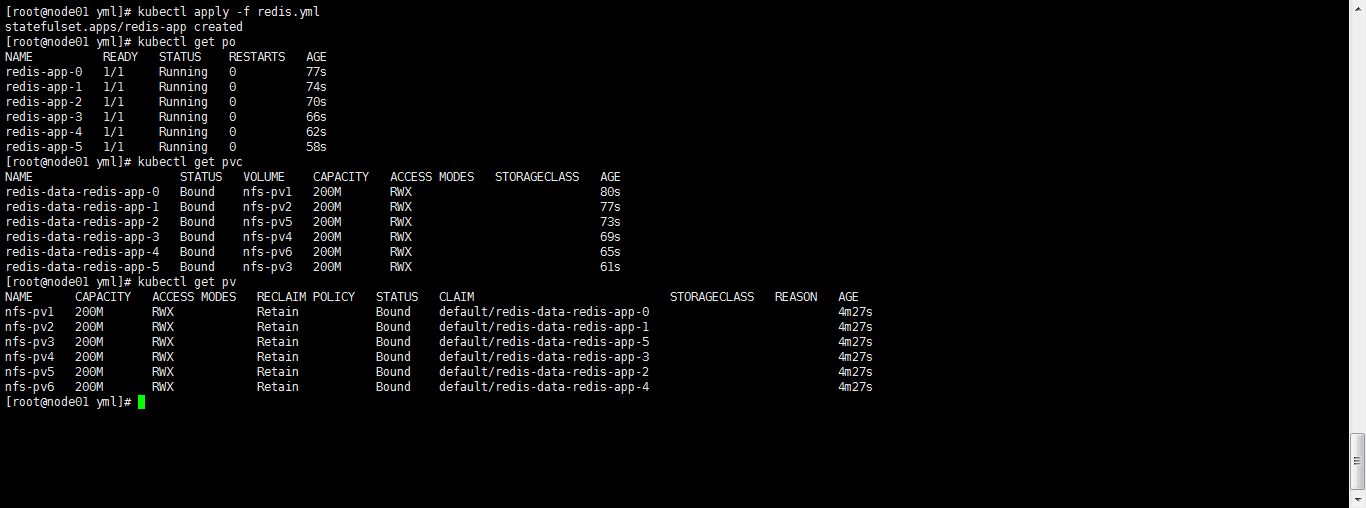 [root@node01 yml]# kubectl apply -f redis.yml
statefulset.apps/redis-app created
[root@node01 yml]# kubectl get po
NAME          READY   STATUS    RESTARTS   AGE
redis-app-0   1/1     Running   0          77s
redis-app-1   1/1     Running   0          74s
redis-app-2   1/1     Running   0          70s
redis-app-3   1/1     Running   0          66s
redis-app-4   1/1     Running   0          62s
redis-app-5   1/1     Running   0          58s
[root@node01 yml]# kubectl get pvc
NAME                     STATUS   VOLUME    CAPACITY   ACCESS MODES   STORAGECLASS   AGE
redis-data-redis-app-0   Bound    nfs-pv1   200M       RWX                           80s
redis-data-redis-app-1   Bound    nfs-pv2   200M       RWX                           77s
redis-data-redis-app-2   Bound    nfs-pv5   200M       RWX                           73s
redis-data-redis-app-3   Bound    nfs-pv4   200M       RWX                           69s
redis-data-redis-app-4   Bound    nfs-pv6   200M       RWX                           65s
redis-data-redis-app-5   Bound    nfs-pv3   200M       RWX                           61s
[root@node01 yml]# kubectl get pv
NAME      CAPACITY   ACCESS MODES   RECLAIM POLICY   STATUS   CLAIM                            STORAGECLASS   REASON   AGE
nfs-pv1   200M       RWX            Retain           Bound    default/redis-data-redis-app-0                           4m27s
nfs-pv2   200M       RWX            Retain           Bound    default/redis-data-redis-app-1                           4m27s
nfs-pv3   200M       RWX            Retain           Bound    default/redis-data-redis-app-5                           4m27s
nfs-pv4   200M       RWX            Retain           Bound    default/redis-data-redis-app-3                           4m27s
nfs-pv5   200M       RWX            Retain           Bound    default/redis-data-redis-app-2                           4m27s
nfs-pv6   200M       RWX            Retain           Bound    default/redis-data-redis-app-4                           4m27s
[root@node01 yml]#